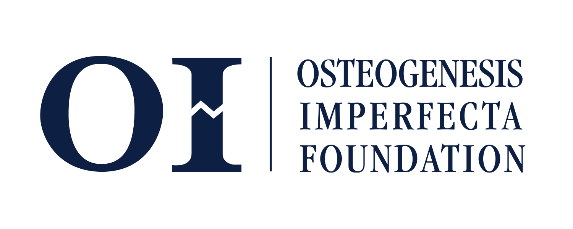 OI
OSTEOGENESIS
IMPERFECTA
FOUNDATION